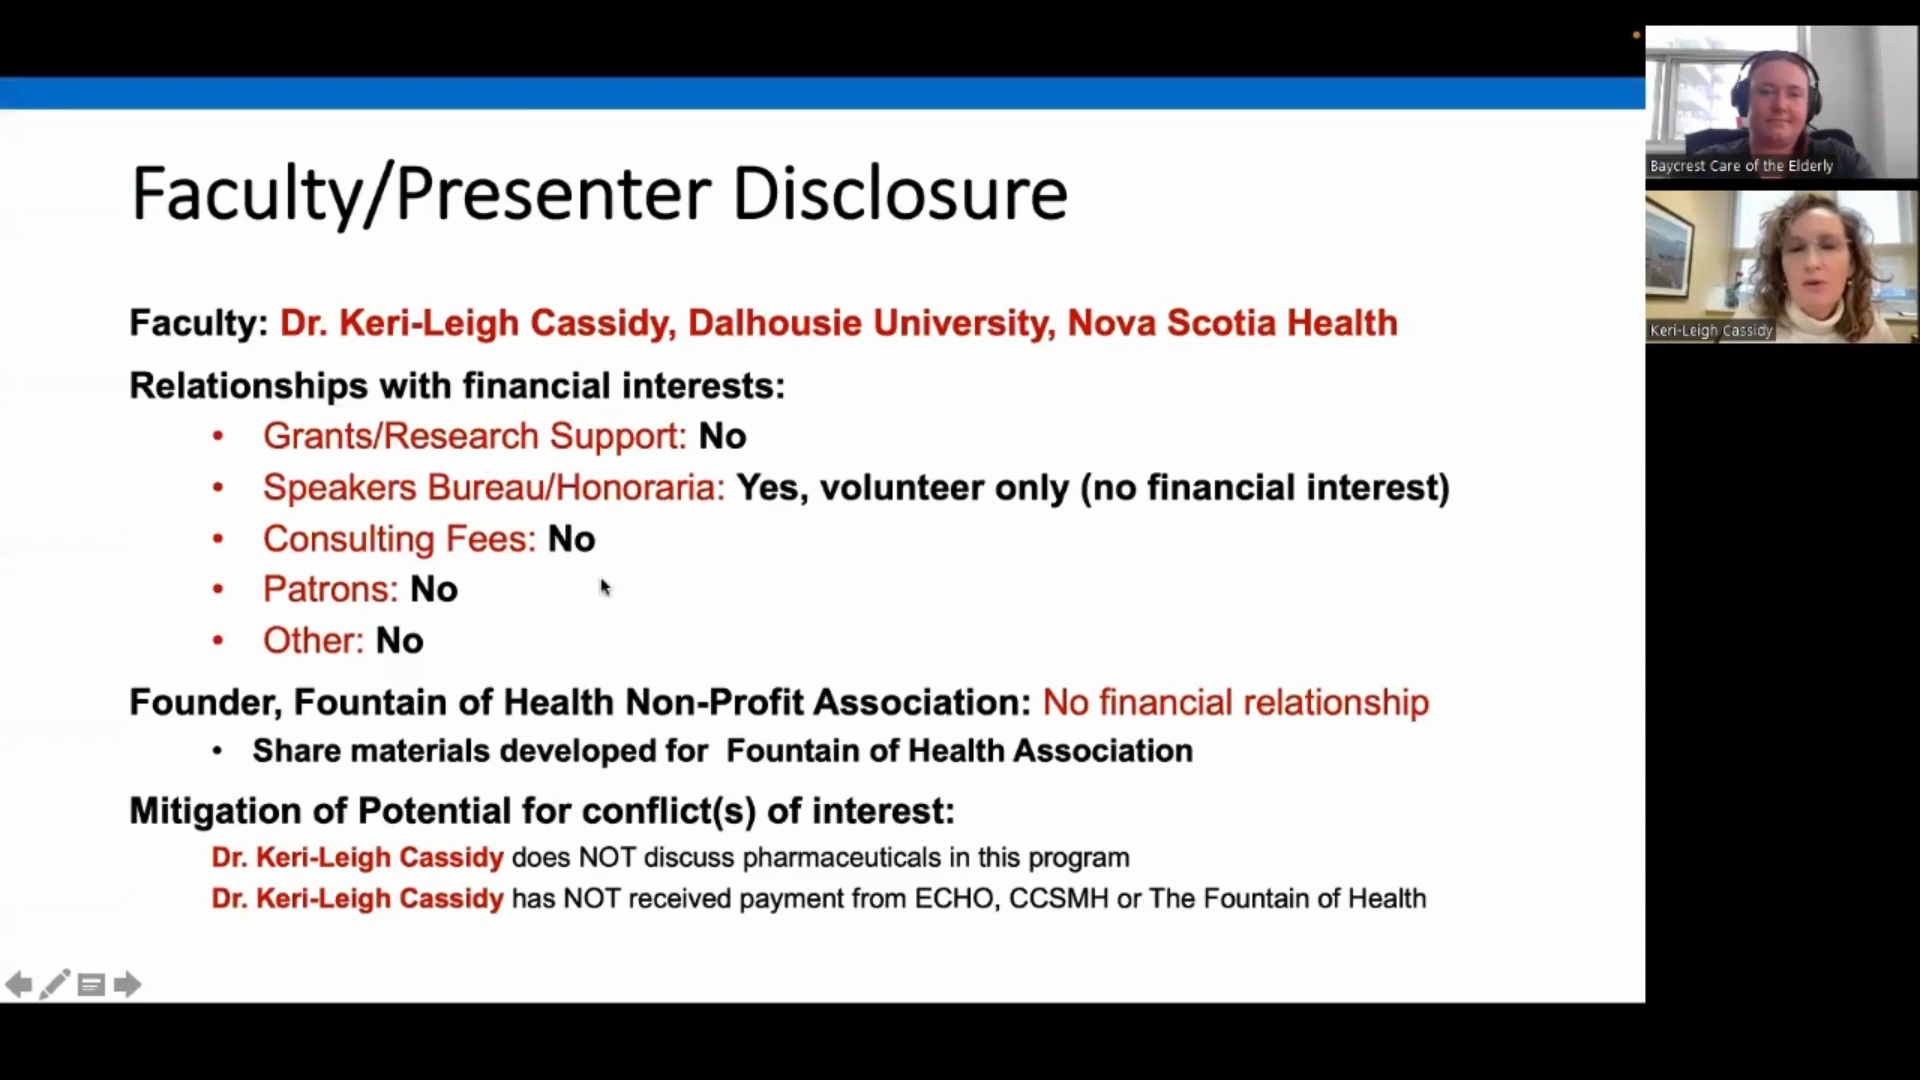 Faculty/Presenter Disclosure
Faculty: Dr. Keri-Leigh Cassidy, Dalhousie University, Nova Scotia Health
Relationships with financial interests:
• Grants/Research Support: No
• Speakers Bureau/Honoraria: Yes, volunteer only (no financial interest)
• Consulting Fees: No
• Patrons: No
• Other: No
Founder, Fountain of Health Non-Profit Association: No financial relationship
• Share materials developed for Fountain of Health Association
Mitigation of Potential for conflict(s) of interest:
Dr. Keri-Leigh Cassidy does NOT discuss pharmaceuticals in this program
Dr. Keri-Leigh Cassidy has NOT received payment from ECHO, CCSMH or The Fountain of Health
Baycrest Care of the Elderly
Keri-Leigh Cassidy